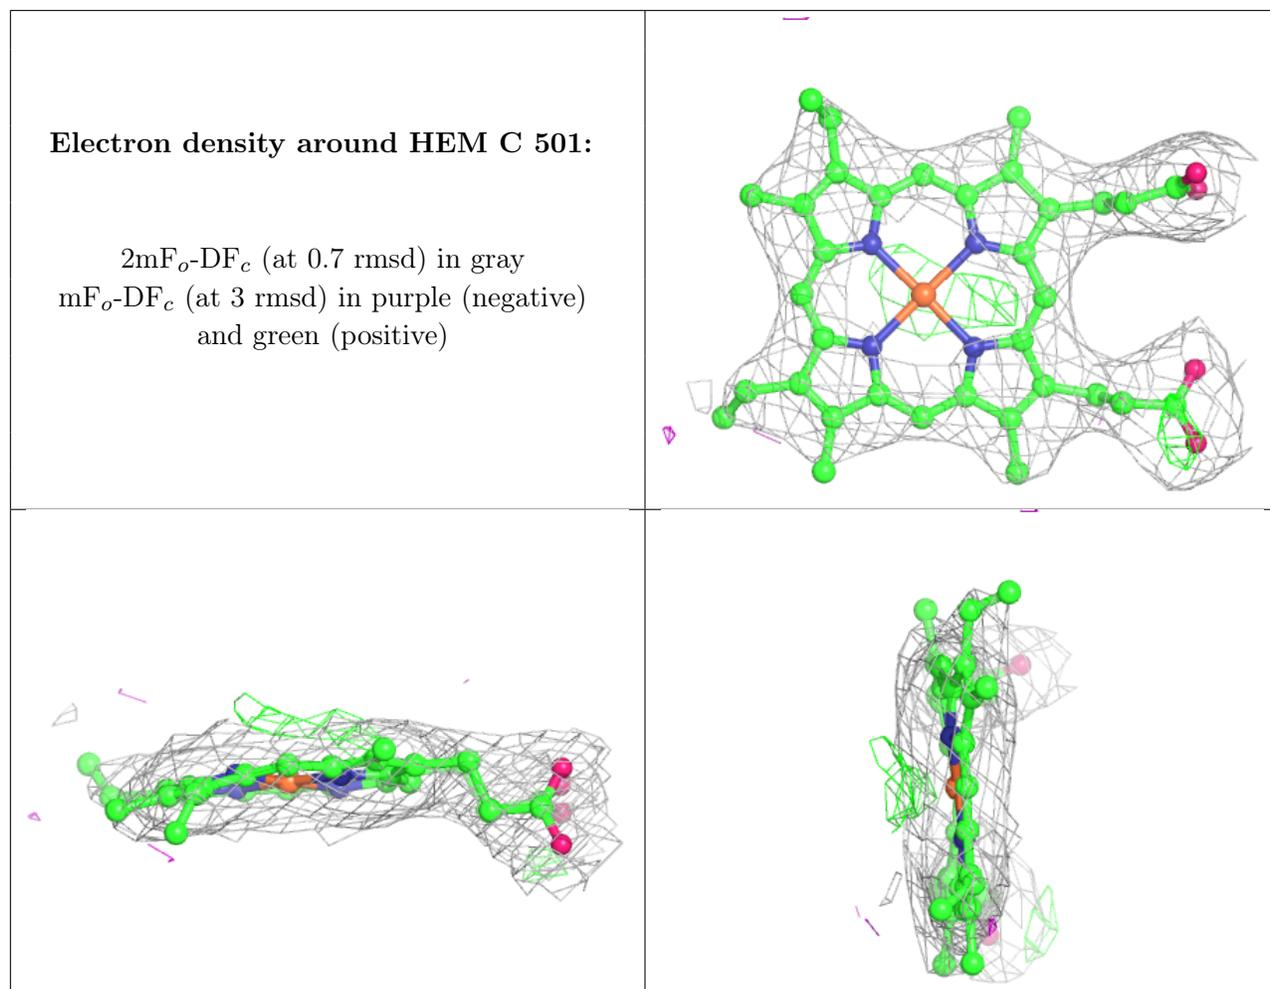 Electron density around HEM C 501:
2mFo-DFc (at 0.7 rmsd) in gray
mFo-DFc (at 3 rmsd) in purple (negative)
and green (positive)